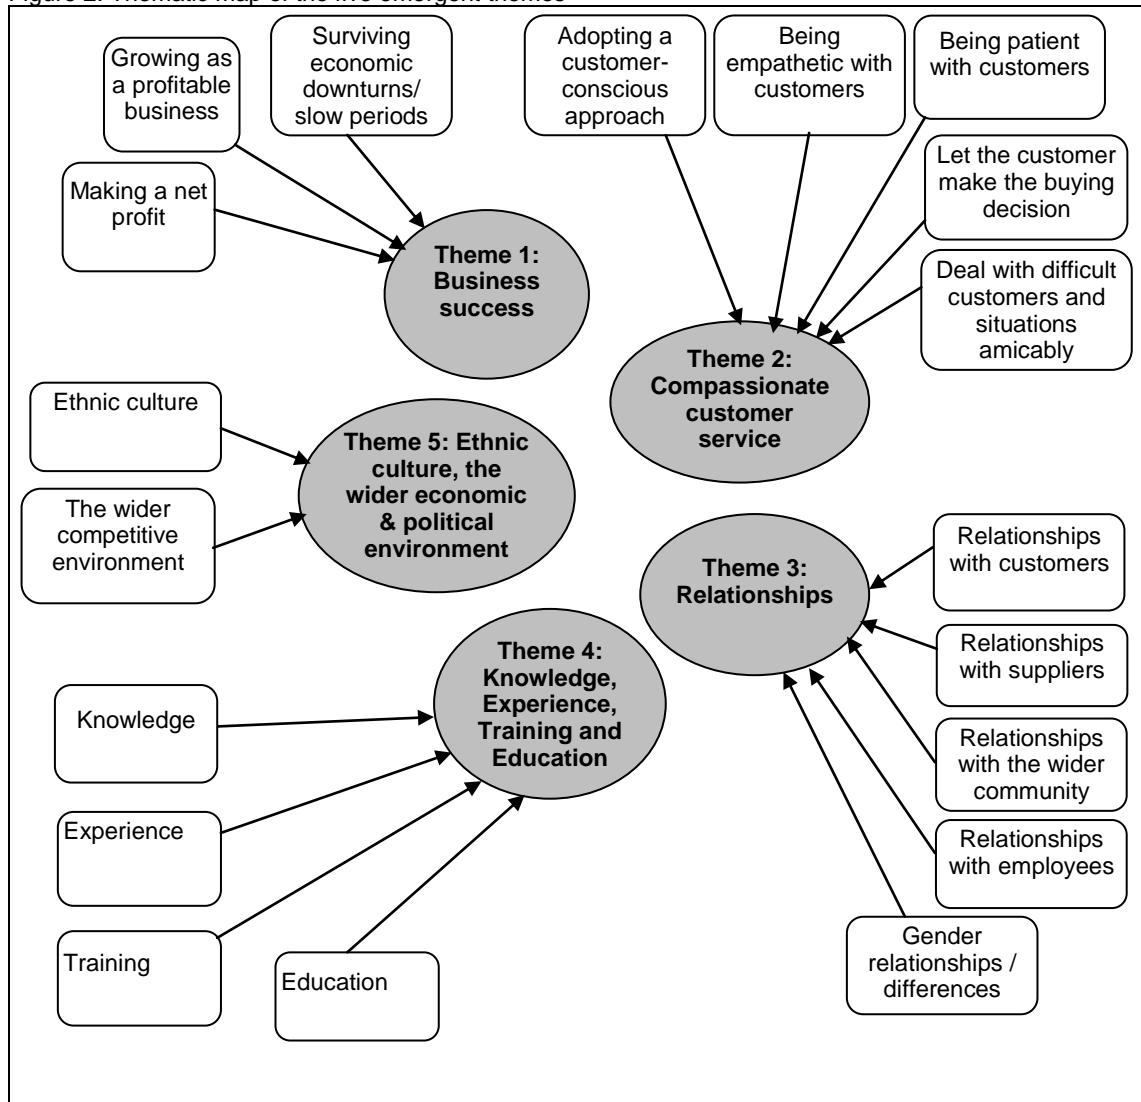 Figure 2: Thematic map of the five emergent themes
Growing as
a profitable
business
Surviving
economic
downturns/
slow periods
Making a net
profit
Theme 1:
Business
success
Adopting a
customer-
conscious
approach
Being
empathetic with
customers
Being patient
with customers
Let the customer
make the buying
decision
Deal with difficult
customers and
situations
amicably
Theme 2:
Compassionate
customer
service
Ethnic culture
The wider
competitive
environment
Theme 5: Ethnic
culture, the
wider economic
& political
environment
Theme 3:
Relationships
Relationships
with customers
Relationships
with suppliers
Relationships
with the wider
community
Relationships
with employees
Gender
relationships /
differences
Theme 4:
Knowledge,
Experience,
Training and
Education
Knowledge
Experience
Training
Education